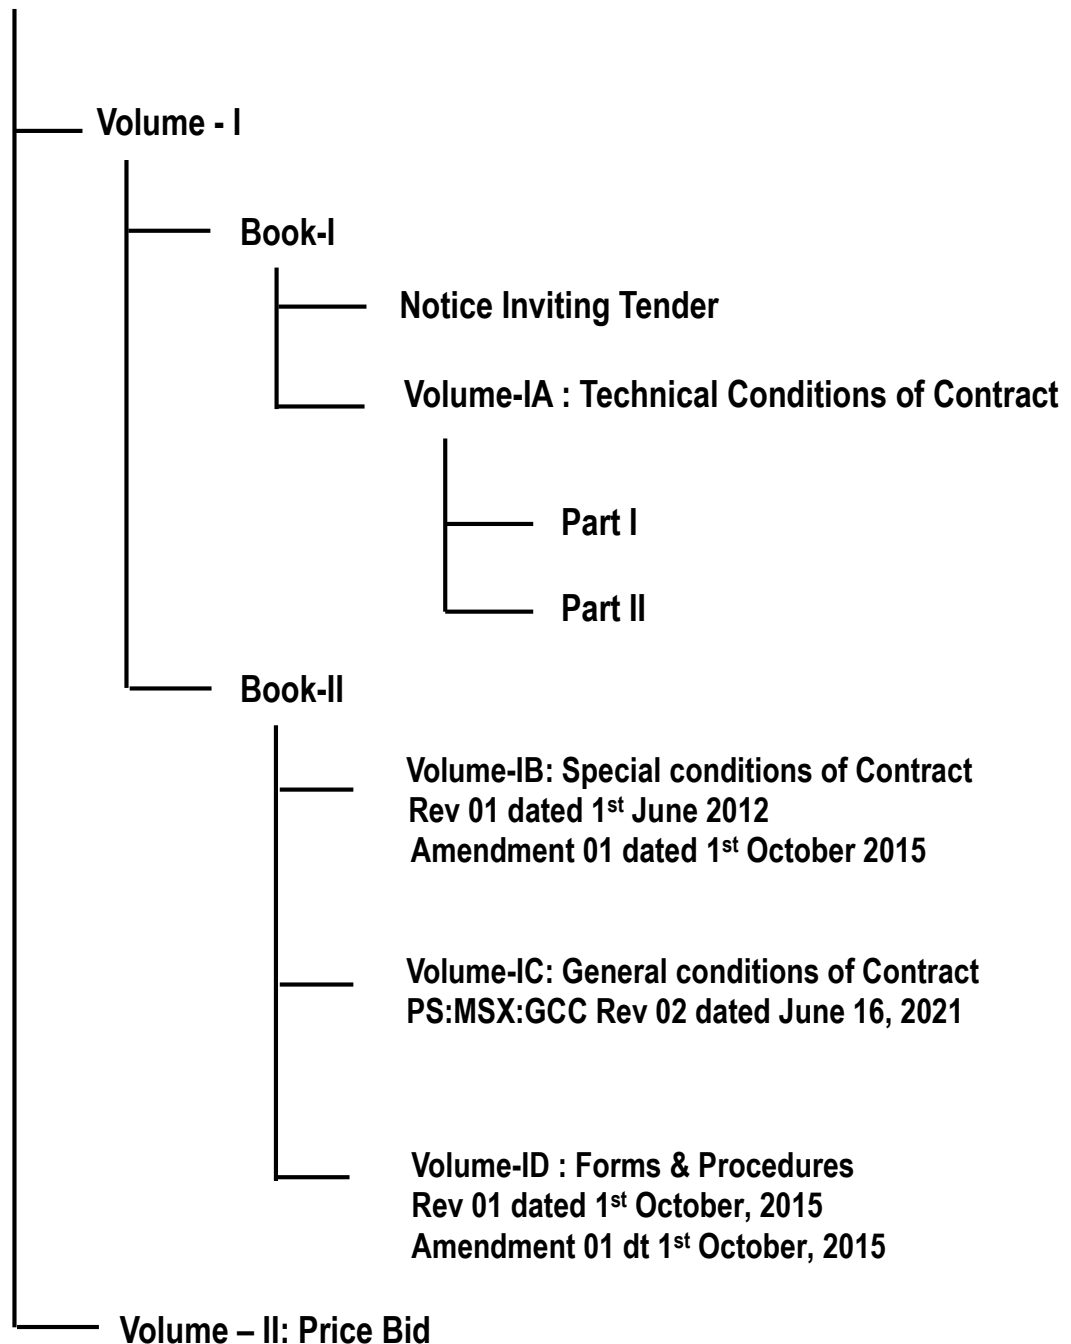 Volume - I
Book-I
Notice Inviting Tender
Volume-IA : Technical Conditions of Contract
Part I
Part II
Book-II
Volume-IB: Special conditions of Contract
Rev 01 dated 1st June 2012
Amendment 01 dated 1st October 2015
Volume-IC: General conditions of Contract
PS:MSX:GCC Rev 02 dated June 16, 2021
Volume-ID : Forms & Procedures
Rev 01 dated 1st October, 2015
Amendment 01 dt 1st October, 2015
Volume – II: Price Bid